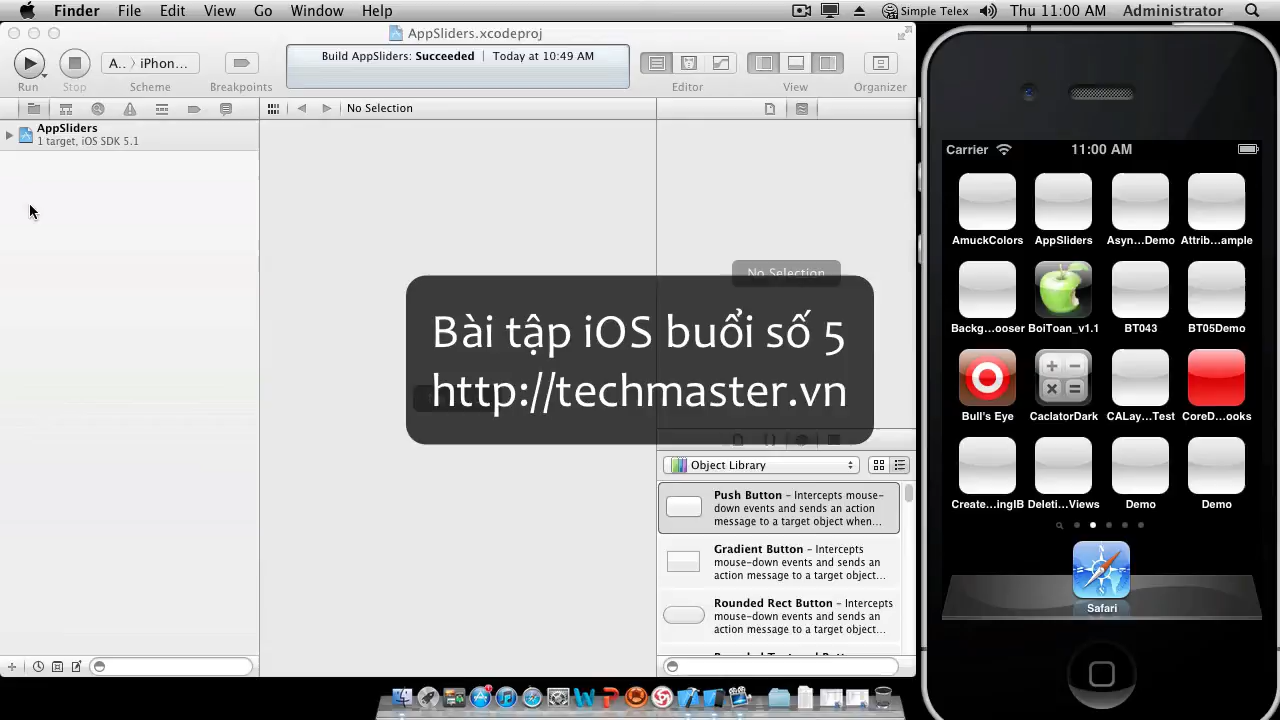 Finder File Edit View Go Window Help
Simple Telex Thu 11:00 AM Administrator
AppSliders.xcodeproj
Build AppSliders: Succeeded Today at 10:49 AM
A... iPhon...
Run Stop Scheme Breakpoints Editor View Organizer
No Selection
AppSliders
1 target, iOS SDK 5.1
No Selection
Bài tập iOS buổi số 5
http://techmaster.vn
Object Library
Push Button – Intercepts mouse-
down events and sends an action
message to a target object when...
Gradient Button – Intercepts
mouse-down events and sends an
action message to a target object...
Rounded Rect Button – Intercepts
mouse-down events and sends an
action message to a target object...
Carrier 11:00 AM
AmuckColors AppSliders Asyn...Demo Attrib...ample
Backg...ooser BoiToan_v1.1 BT043 BT05Demo
Bull's Eye CaclatorDark CALay...Test CoreD...ooks
Create...ingIB Deleti...Views Demo Demo
Safari